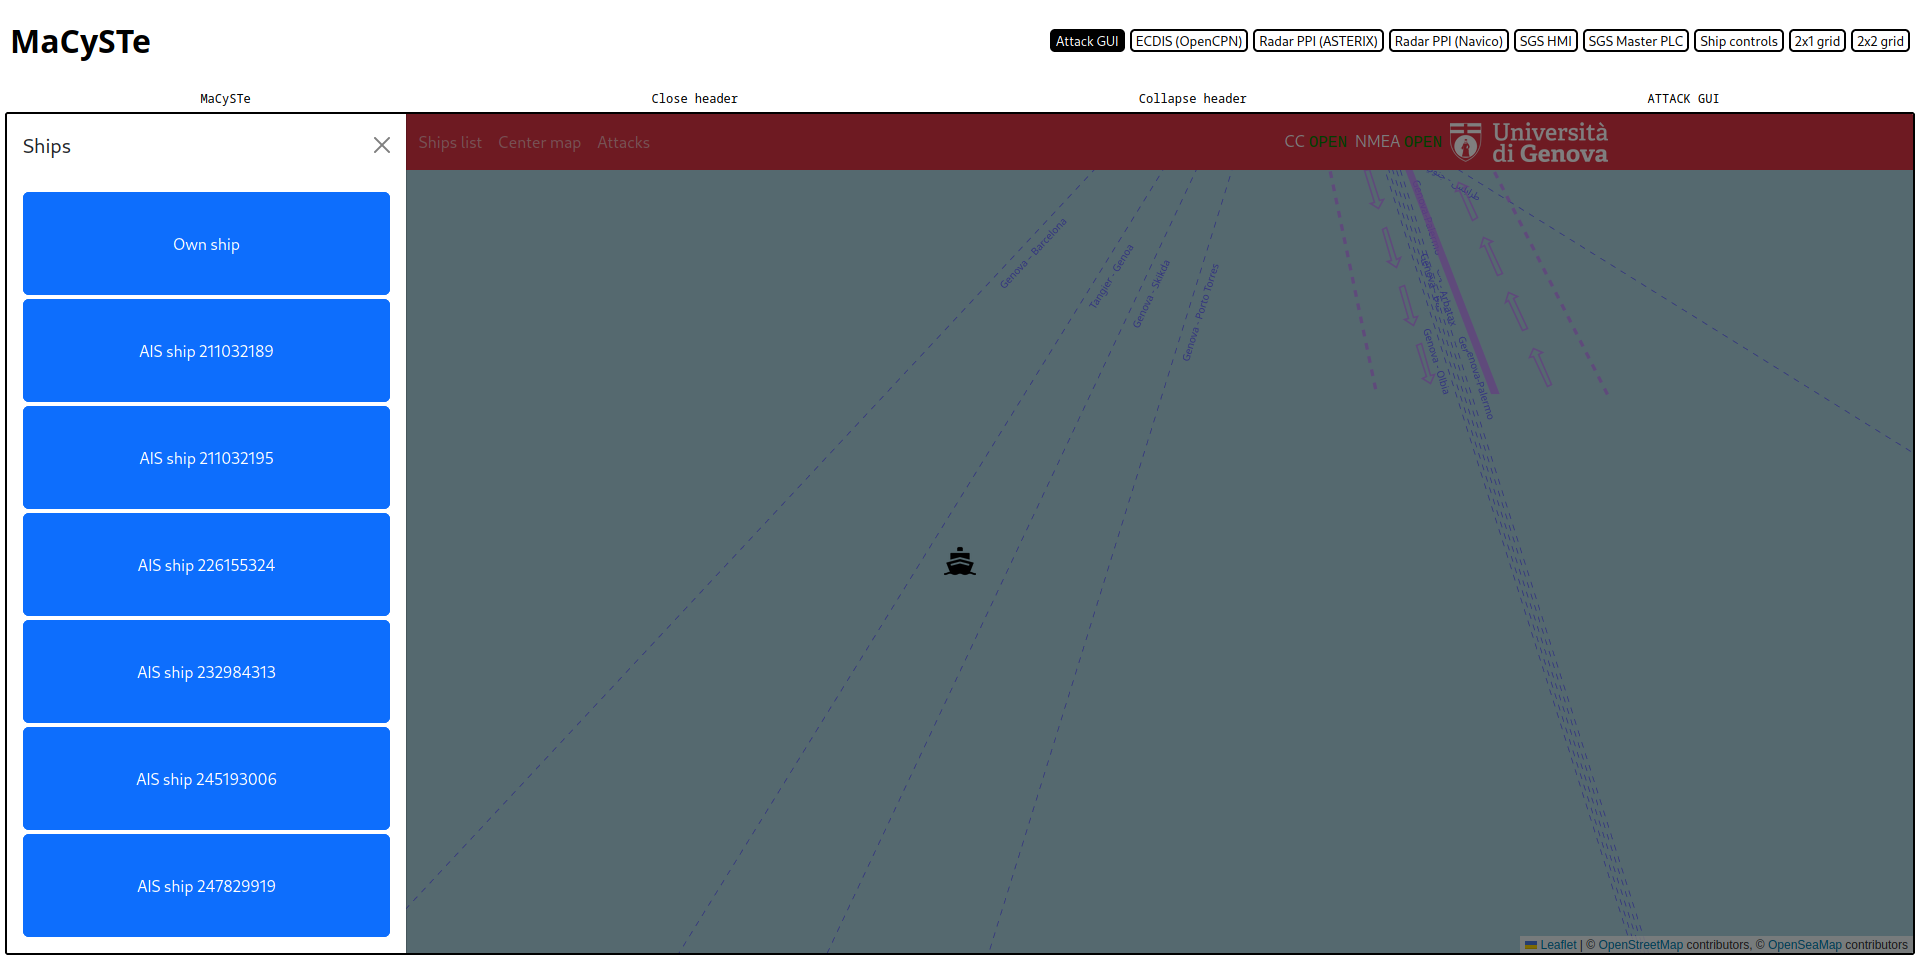 MaCySTe
Attack GUI ECDIS (OpenCPN) Radar PPI (ASTERIX) Radar PPI (Navico) SGS HMI SGS Master PLC Ship controls 2x1 grid 2x2 grid
MaCySTe Close header Collapse header ATTACK GUI
Ships
Ships list Center map Attacks
CC OPEN NMEA OPEN
Università
di Genova
Own ship
AIS ship 211032189
AIS ship 211032195
AIS ship 226155324
AIS ship 232984313
AIS ship 245193006
AIS ship 247829919
Genova - Barcelona
Tangier - Genoa
Genova - Skikda
Genova - Porto Torres
Genova - Olbia
Leaflet | © OpenStreetMap contributors, © OpenSeaMap contributors